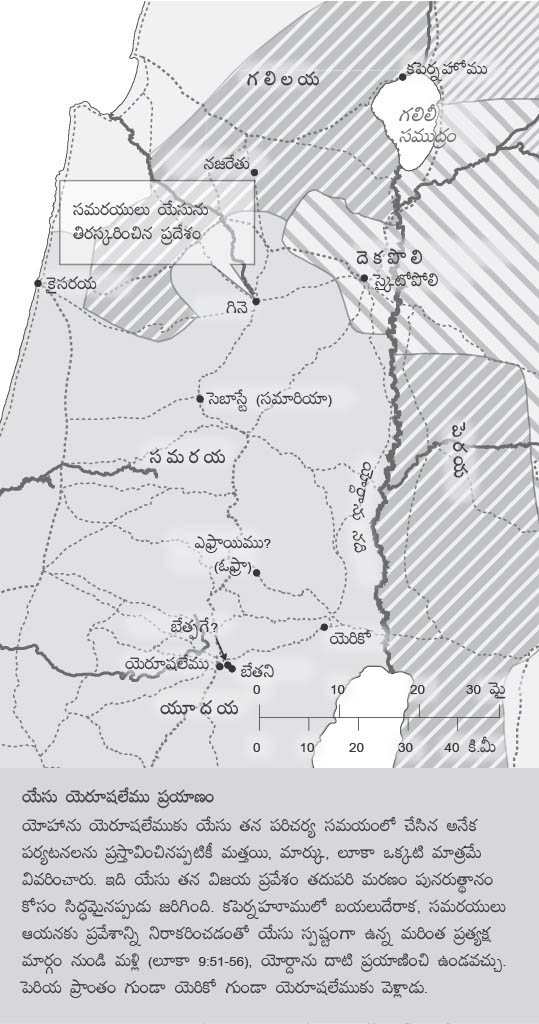 గలిలయ
కపెర్నహోము
గలిలీ
సముద్రం
నజరేతు
సమరయులు యేసును
తిరస్కరించిన ప్రదేశం
దెకపొలి
స్కైటోపోలి
కైసరయ
గినె
సెబాస్టే (సమారియా)
సమరయ
పెరయ
యోర్దాను నది
ఎఫ్రాయిము?
(ఓఫ్రా)
బేత్పగే?
యెరికో
యెరూషలేము
బేతని
యూదయ
0 10 20 30 మై
0 10 20 30 40 కి.మీ
యేసు యెరూషలేము ప్రయాణం
యోహాను యెరూషలేముకు యేసు తన పరిచర్య సమయంలో చేసిన అనేక
పర్యటనలను ప్రస్తావించినప్పటికీ మత్తయి, మార్కు, లూకా ఒక్కటి మాత్రమే
వివరించారు. ఇది యేసు తన విజయ ప్రవేశం తదుపరి మరణం పునరుత్థానం
కోసం సిద్ధమైనప్పుడు జరిగింది. కపెర్నహూములో బయలుదేరాక, సమరయులు
ఆయనకు ప్రవేశాన్ని నిరాకరించడంతో యేసు స్పష్టంగా ఉన్న మరింత ప్రత్యక్ష
మార్గం నుండి మళ్లి (లూకా 9:51-56), యోర్దాను దాటి ప్రయాణించి ఉండవచ్చు.
పెరియ ప్రాంతం గుండా యెరికో గుండా యెరూషలేముకు వెళ్లాడు.